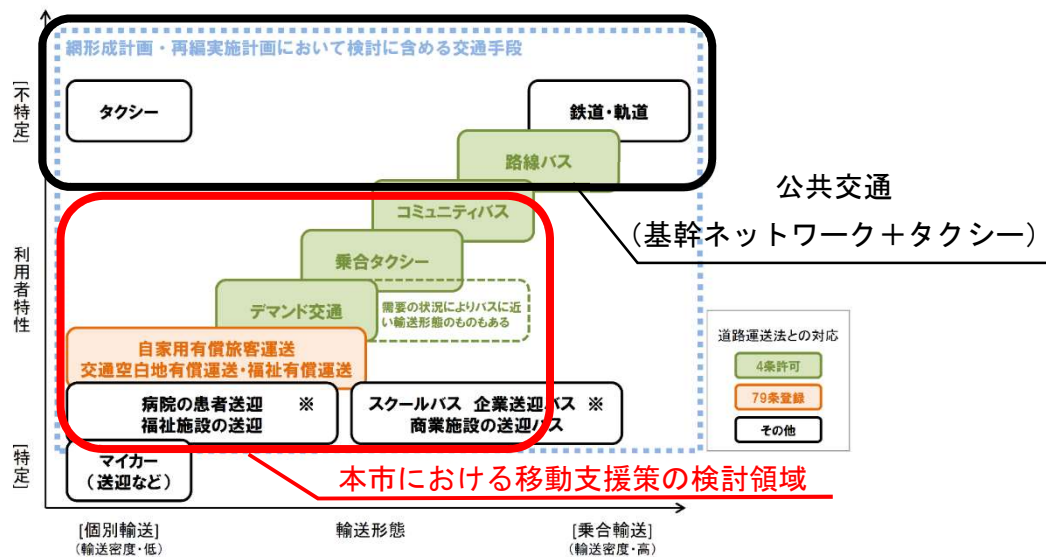 網形成計画・再編実施計画において検討に含める交通手段
[不特定]
タクシー
鉄道・軌道
路線バス
公共交通
(基幹ネットワーク＋タクシー)
コミュニティバス
乗合タクシー
利用者特性
デマンド交通
需要の状況によりバスに近
い輸送形態のものもある
道路運送法との対応
4条許可
79条登録
その他
自家用有償旅客運送
交通空白地有償運送・福祉有償運送
病院の患者送迎 ※
福祉施設の送迎
スクールバス 企業送迎バス ※
商業施設の送迎バス
[特定]
マイカー
(送迎など)
本市における移動支援策の検討領域
[個別輸送]
(輸送密度・低)
輸送形態
[乗合輸送]
(輸送密度・高)